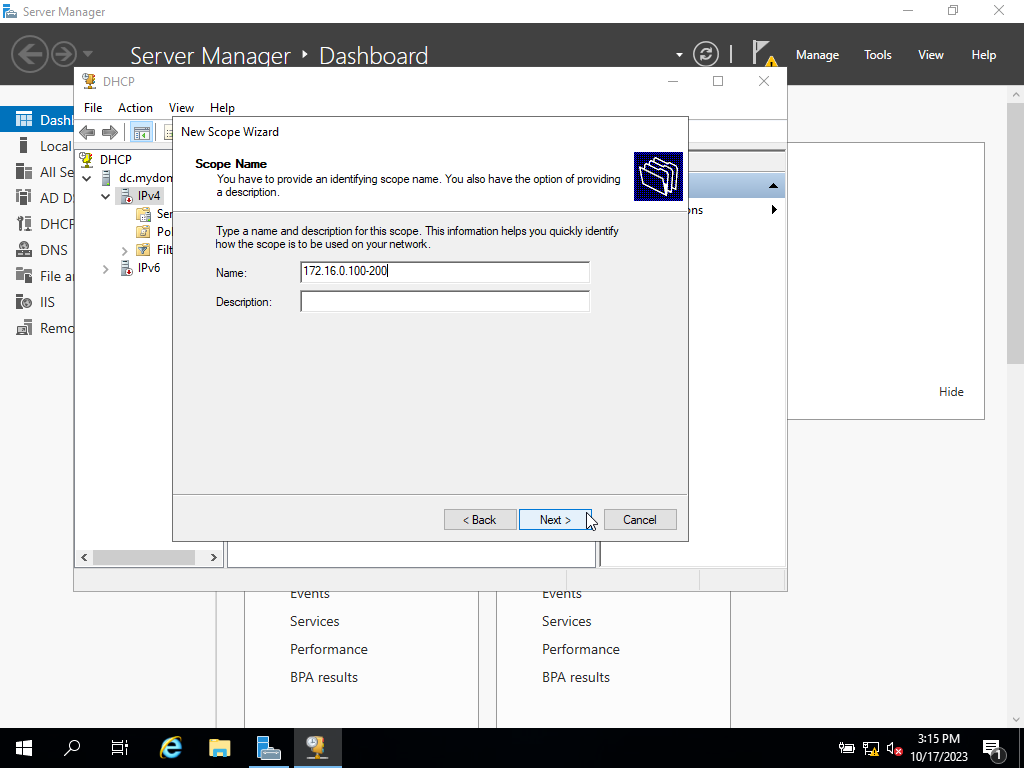 Server Manager
Server Manager ‣ Dashboard
Manage
Tools
View
Help
DHCP
File
Action
View
Help
Dashl
Local
All Se
AD D
DHCP
DNS
File a
IIS
Remo
DHCP
dc.mydon
IPv4
Ser
Pol
Filt
IPv6
New Scope Wizard
Scope Name
You have to provide an identifying scope name. You also have the option of providing
a description.
Type a name and description for this scope. This information helps you quickly identify
how the scope is to be used on your network.
Name:
172.16.0.100-200
Description:
< Back
Next >
Cancel
ns
Hide
Events
Services
Performance
BPA results
Events
Services
Performance
BPA results
3:15 PM
10/17/2023
1